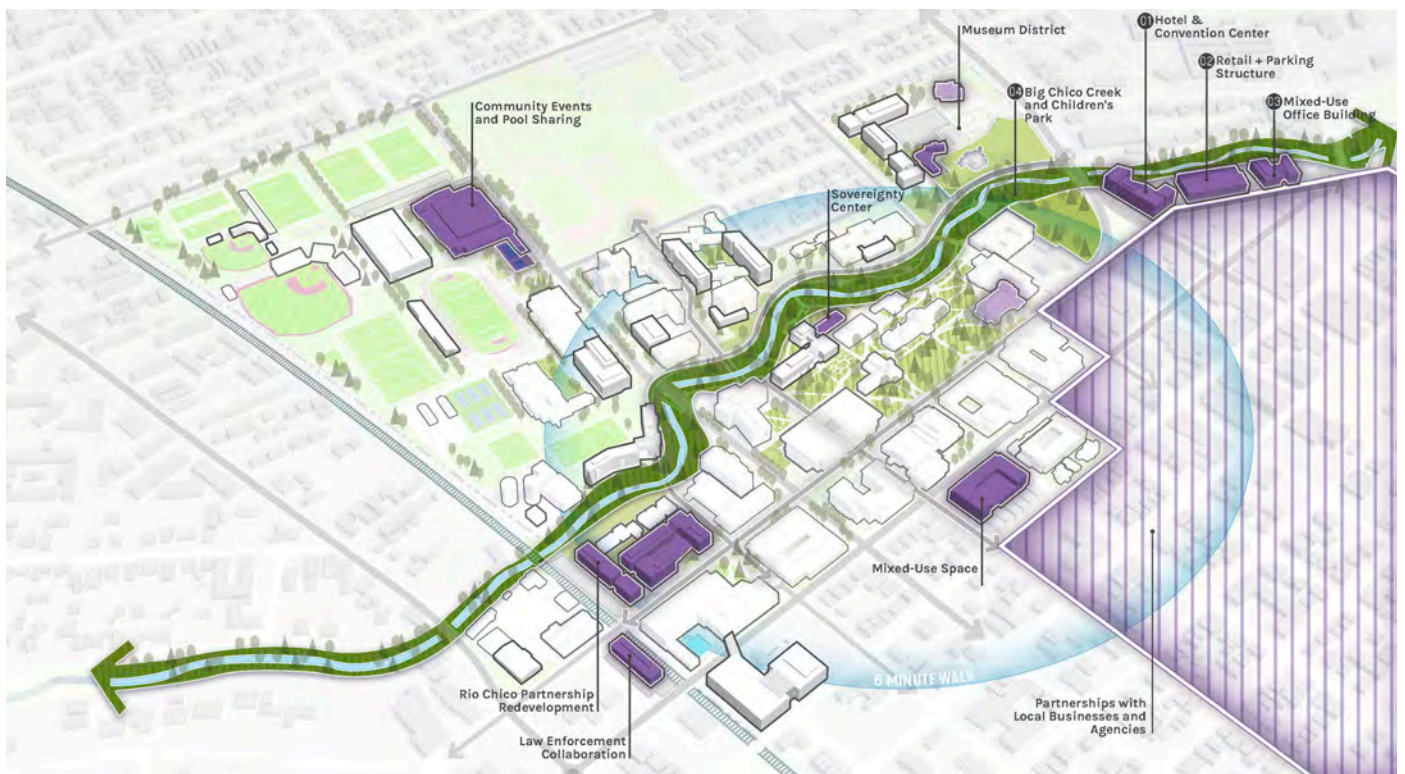 Museum District
01 Hotel &
Convention Center
02 Retail + Parking
Structure
03 Mixed-Use
Office Building
04 Big Chico Creek
and Children's
Park
Community Events
and Pool Sharing
Sovereignty
Center
Mixed-Use Space
6 MINUTE WALK
Rio Chico Partnership
Redevelopment
Law Enforcement
Collaboration
Partnerships with
Local Businesses and
Agencies